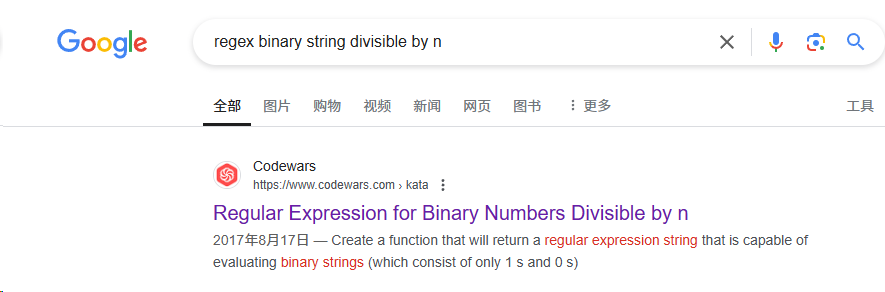 Google
regex binary string divisible by n
全部 图片 购物 视频 新闻 网页 图书 更多 工具
Codewars
https://www.codewars.com › kata
Regular Expression for Binary Numbers Divisible by n
2017年8月17日 — Create a function that will return a regular expression string that is capable of
evaluating binary strings (which consist of only 1 s and 0 s)